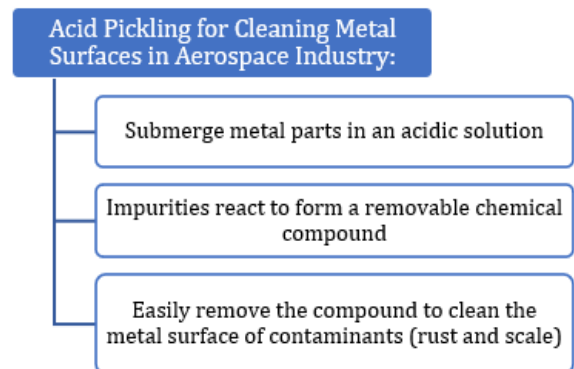 Acid Pickling for Cleaning Metal
Surfaces in Aerospace Industry:
Submerge metal parts in an acidic solution
Impurities react to form a removable chemical
compound
Easily remove the compound to clean the
metal surface of contaminants (rust and scale)